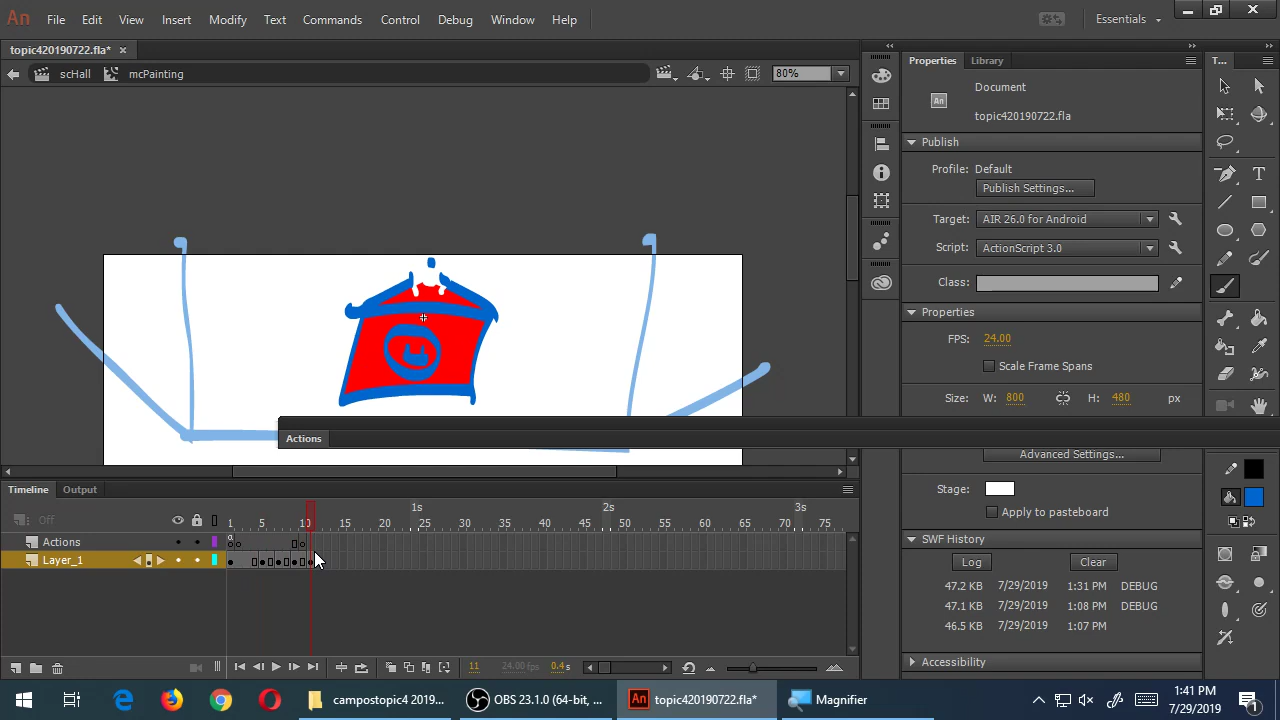 An File Edit View Insert Modify Text Commands Control Debug Window Help Essentials
topic420190722.fla* ×
scHall mcPainting 80%
Properties Library
T...
Document
An
topic420190722.fla
Publish
Profile: Default
Publish Settings...
Target: AIR 26.0 for Android
Script: ActionScript 3.0
Class:
Properties
FPS: 24.00
Scale Frame Spans
Size: W: 800 H: 480 px
Actions
Advanced Settings...
Stage:
Apply to pasteboard
SWF History
Log Clear
47.2 KB 7/29/2019 1:31 PM DEBUG
47.1 KB 7/29/2019 1:08 PM DEBUG
46.5 KB 7/29/2019 1:07 PM
Accessibility
Timeline Output
Off
1s 2s 3s
1 5 10 15 20 25 30 35 40 45 50 55 60 65 70 75
Actions
a
Layer_1
11 24.00 fps 0.4 s
campostopic4 2019... OBS 23.1.0 (64-bit, ... An topic420190722.fla* Magnifier
1:41 PM
7/29/2019
1